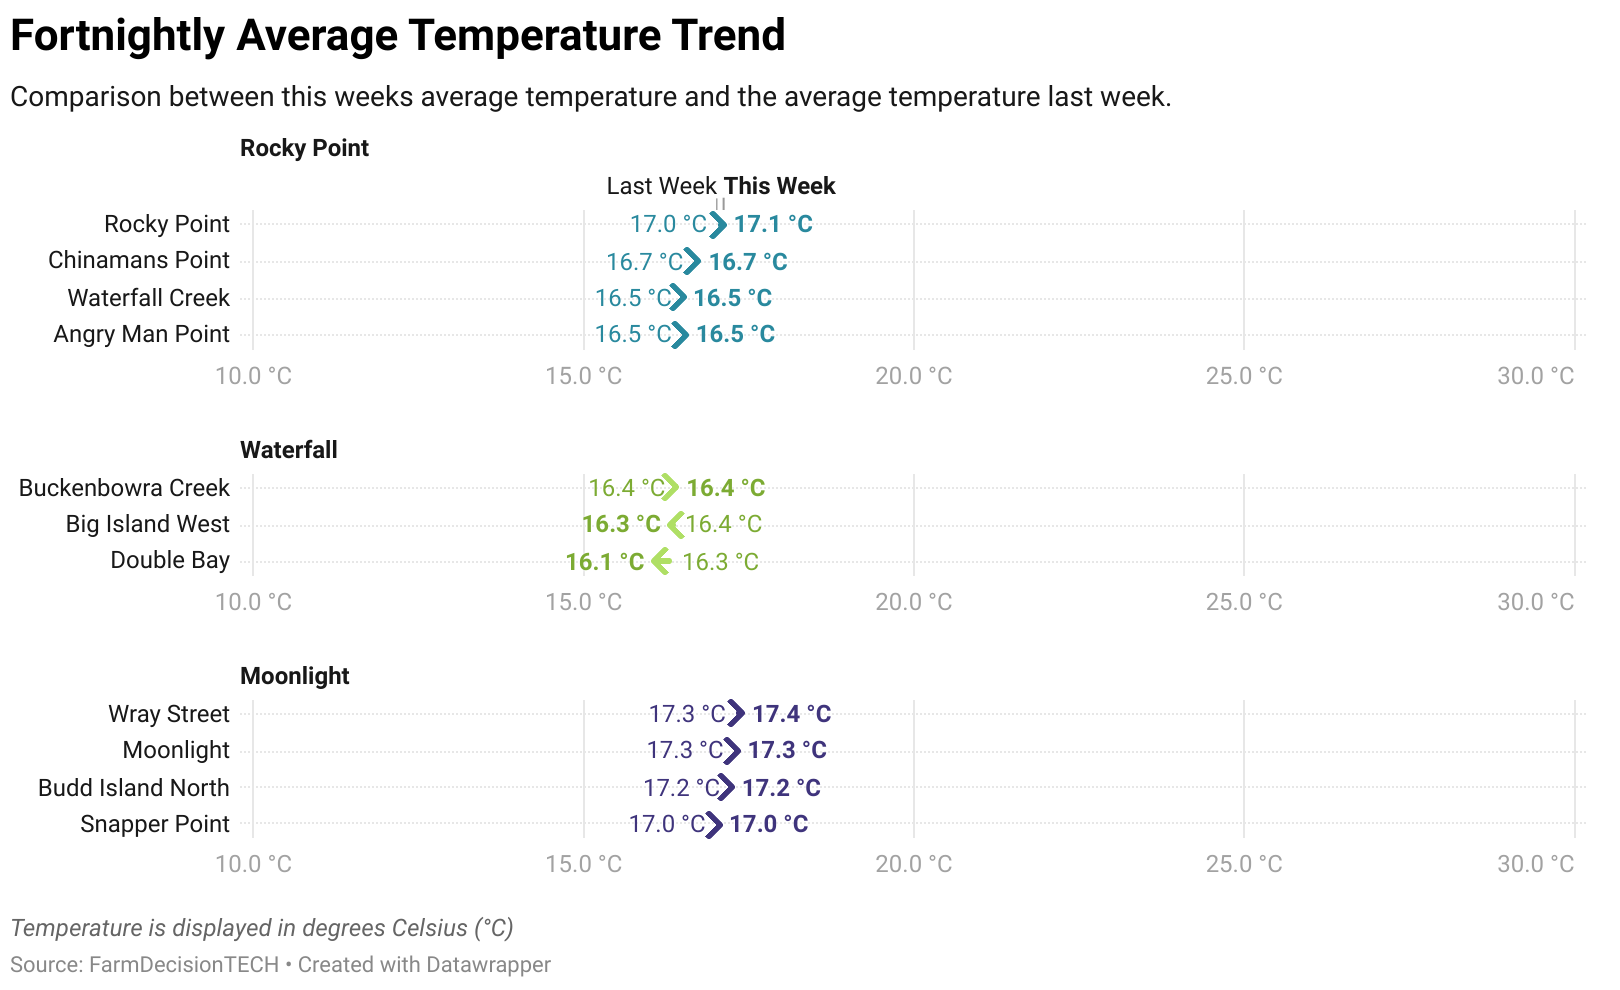 Fortnightly Average Temperature Trend
Comparison between this weeks average temperature and the average temperature last week.
Rocky Point
Last Week This Week
Rocky Point 17.0 °C 17.1 °C
Chinamans Point 16.7 °C 16.7 °C
Waterfall Creek 16.5 °C 16.5 °C
Angry Man Point 16.5 °C 16.5 °C
10.0 °C 15.0 °C 20.0 °C 25.0 °C 30.0 °C
Waterfall
Buckenbowra Creek 16.4 °C 16.4 °C
Big Island West 16.3 °C 16.4 °C
Double Bay 16.1 °C 16.3 °C
10.0 °C 15.0 °C 20.0 °C 25.0 °C 30.0 °C
Moonlight
Wray Street 17.3 °C 17.4 °C
Moonlight 17.3 °C 17.3 °C
Budd Island North 17.2 °C 17.2 °C
Snapper Point 17.0 °C 17.0 °C
10.0 °C 15.0 °C 20.0 °C 25.0 °C 30.0 °C
Temperature is displayed in degrees Celsius (°C)
Source: FarmDecisionTECH • Created with Datawrapper